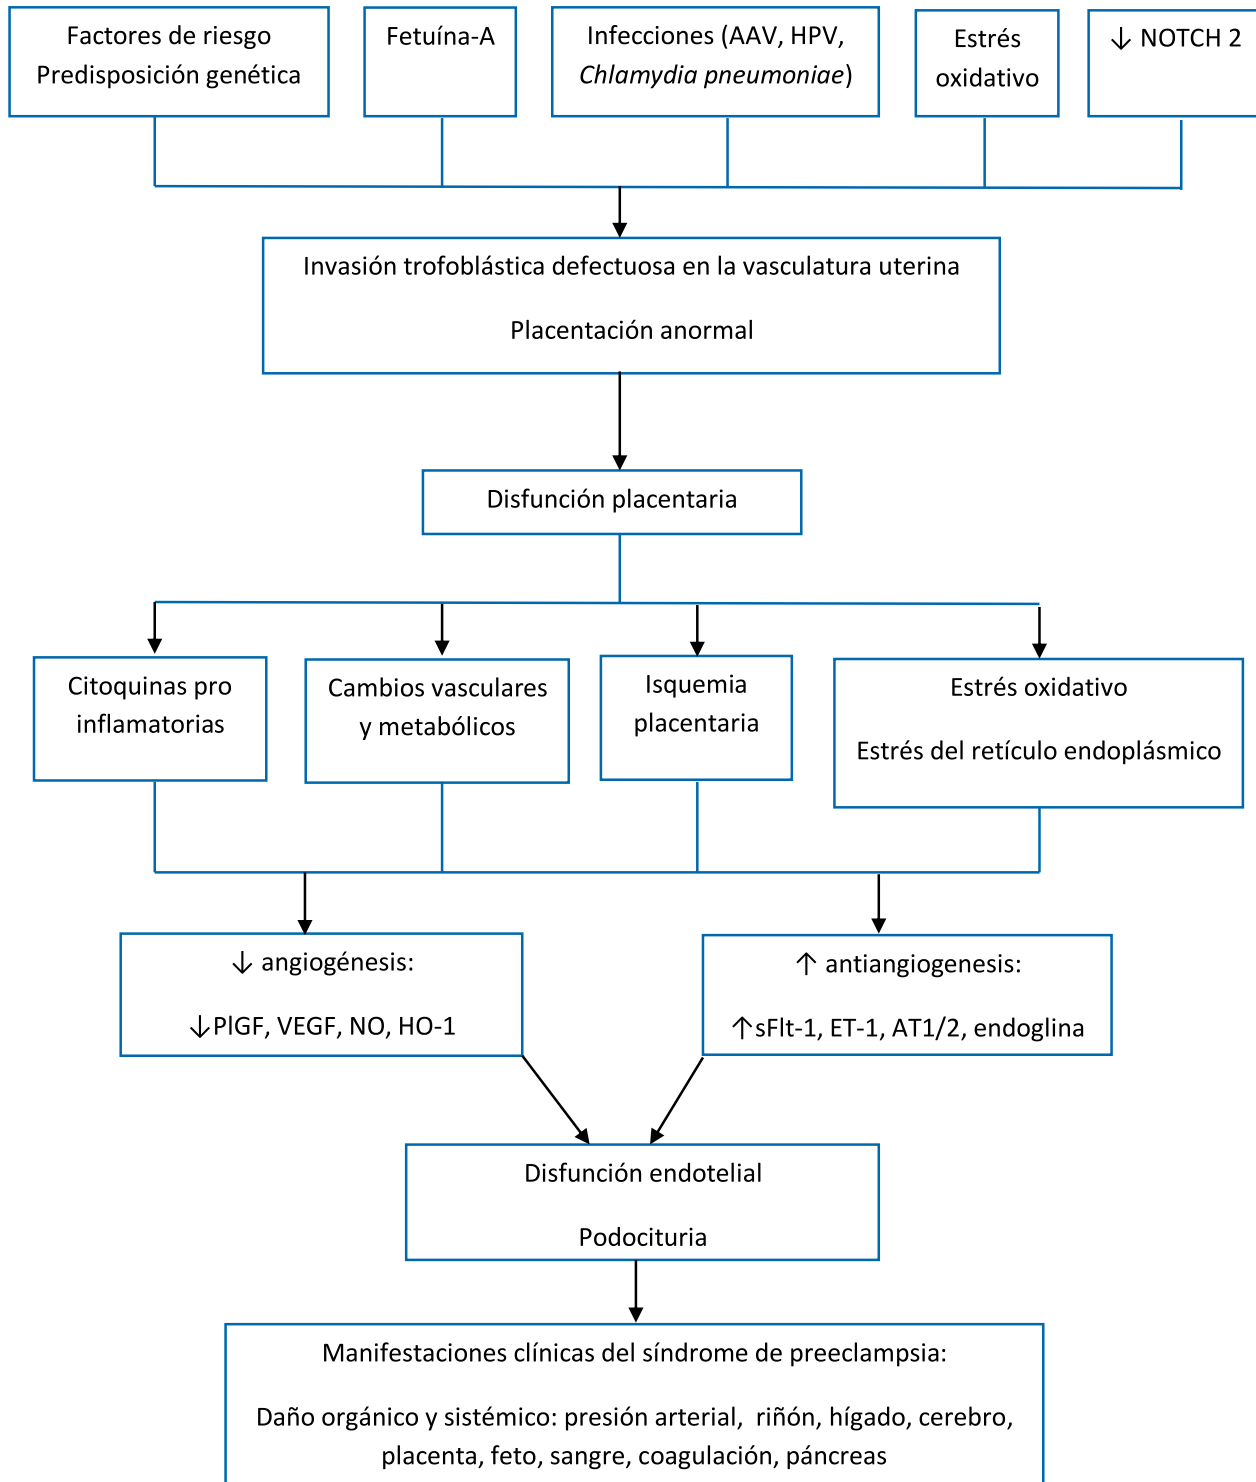 Factores de riesgo
Predisposición genética
Fetuína-A
Infecciones (AAV, HPV,
Chlamydia pneumoniae)
Estrés
oxidativo
↓ NOTCH 2
Invasión trofoblástica defectuosa en la vasculatura uterina
Placentación anormal
Disfunción placentaria
Citoquinas pro
inflamatorias
Cambios vasculares
y metabólicos
Isquemia
placentaria
Estrés oxidativo
Estrés del retículo endoplásmico
↓ angiogénesis:
↓PlGF, VEGF, NO, HO-1
↑ antiangiogenesis:
↑sFlt-1, ET-1, AT1/2, endoglina
Disfunción endotelial
Podocituria
Manifestaciones clínicas del síndrome de preeclampsia:
Daño orgánico y sistémico: presión arterial, riñón, hígado, cerebro,
placenta, feto, sangre, coagulación, páncreas